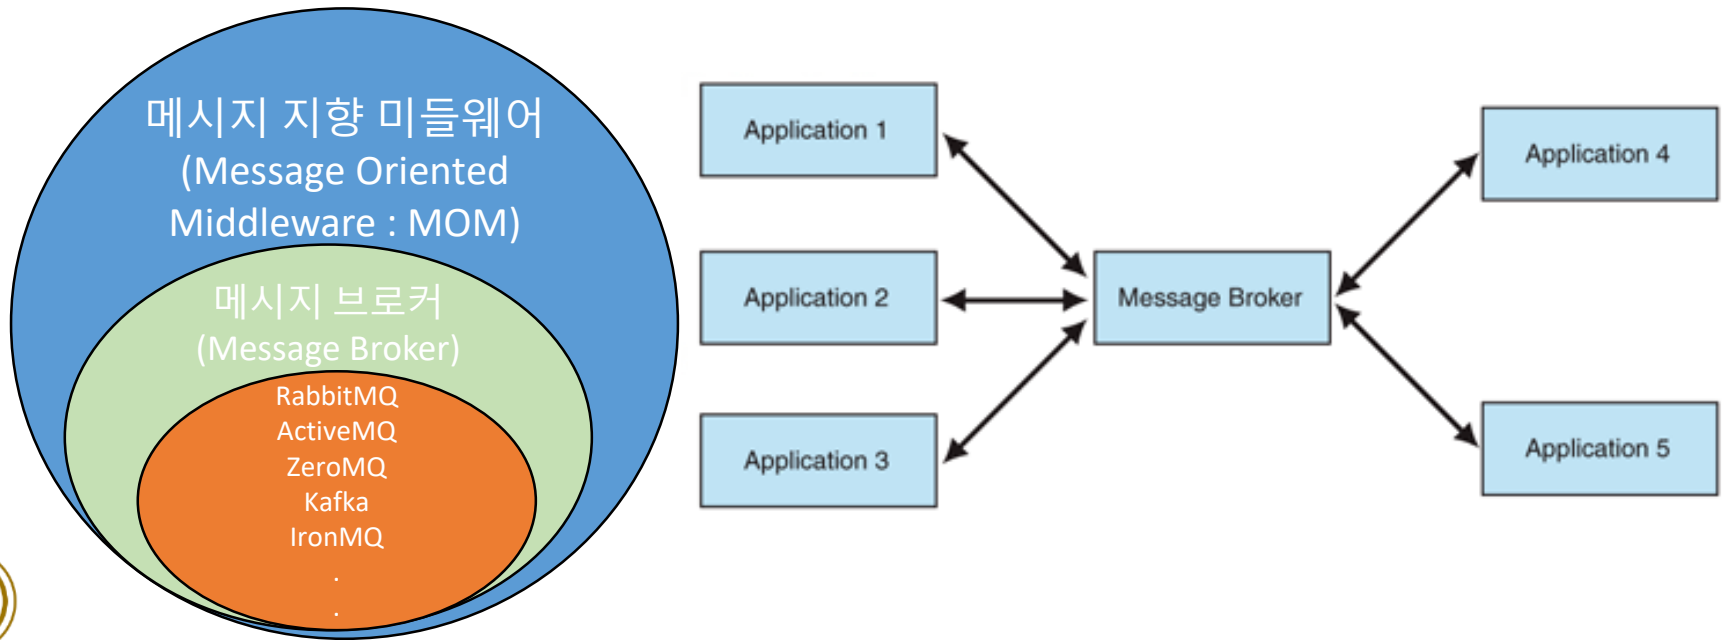 메시지 지향 미들웨어
(Message Oriented
Middleware : MOM)
메시지 브로커
(Message Broker)
RabbitMQ
ActiveMQ
ZeroMQ
Kafka
IronMQ
.
.
Application 1
Application 2
Application 3
Message Broker
Application 4
Application 5